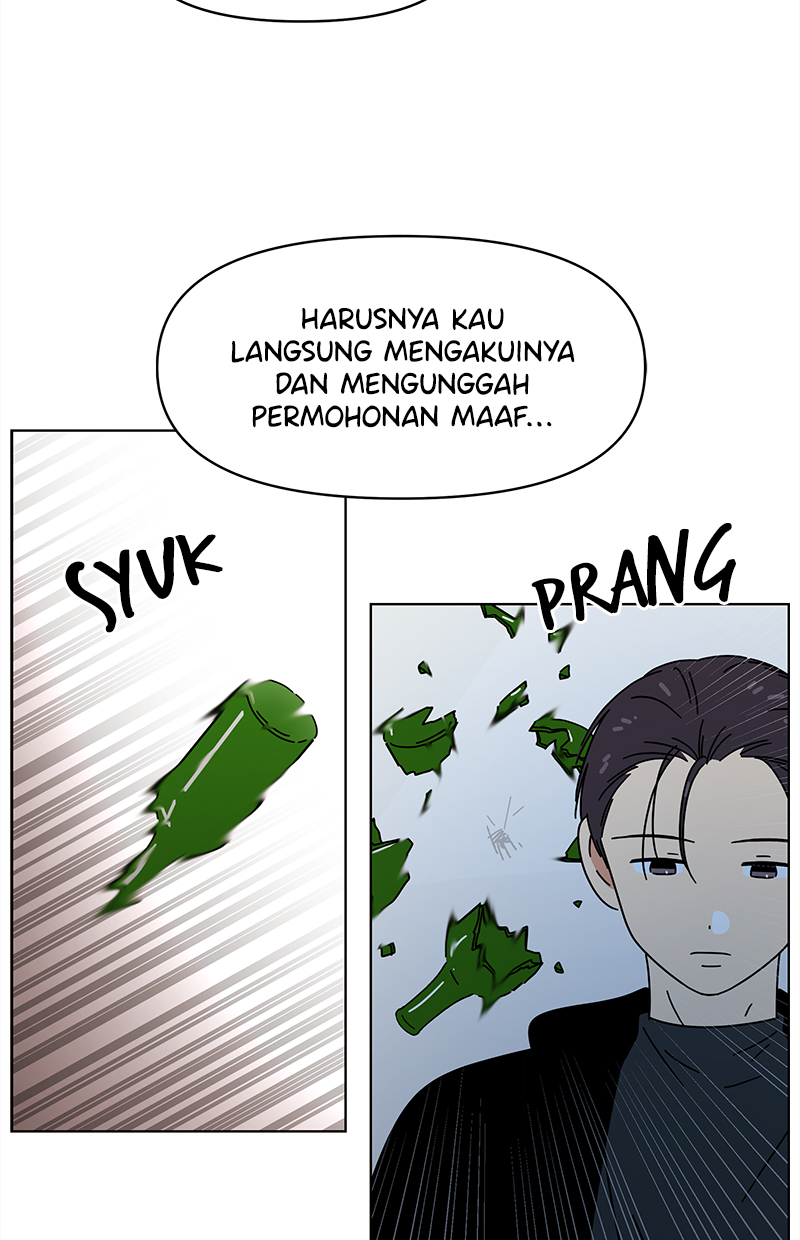 HARUSNYA KAU
LANGSUNG MENGAKUINYA
DAN MENGUNGGAH
PERMOHONAN MAAF...
SYUK
PRANG